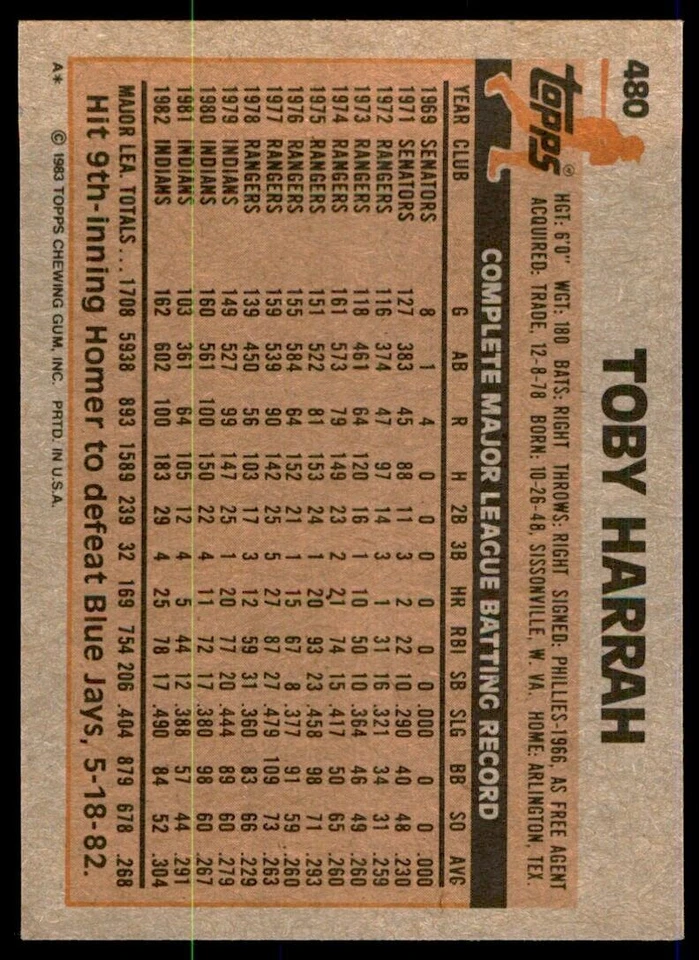 480
TOBY HARRAH
TOPPS
HGT: 6'0" WGT: 180 BATS: RIGHT THROWS: RIGHT SIGNED: PHILLIES-1966, AS FREE AGENT
ACQUIRED: TRADE, 12-8-78 BORN: 10-26-48, SISSONVILLE, W. VA. HOME: ARLINGTON, TEX.
COMPLETE MAJOR LEAGUE BATTING RECORD
YEAR CLUB G AB R H 2B 3B HR RBI SB SLG BB SO AVG
1969 SENATORS 8 1 4 0 0 0 0 0 0 .000 0 0 .000
1971 SENATORS 127 383 45 88 11 3 2 22 10 .290 40 48 .230
1972 RANGERS 116 374 47 97 14 3 1 31 16 .321 34 31 .259
1973 RANGERS 118 461 64 120 16 1 10 50 10 .364 46 49 .260
1974 RANGERS 161 573 79 149 23 2 21 74 15 .417 50 65 .260
1975 RANGERS 151 522 81 153 24 1 20 93 23 .458 98 71 .293
1976 RANGERS 155 584 64 152 21 1 15 67 8 .377 91 59 .260
1977 RANGERS 159 539 90 142 25 5 27 87 27 .479 109 73 .263
1978 RANGERS 139 450 56 103 17 3 12 59 31 .360 83 66 .229
1979 INDIANS 149 527 99 147 25 1 20 77 20 .444 89 60 .279
1980 INDIANS 160 561 100 150 22 4 11 72 17 .380 98 60 .267
1981 INDIANS 103 361 64 105 12 4 5 44 12 .388 57 44 .291
1982 INDIANS 162 602 100 183 29 4 25 78 17 .490 84 52 .304
MAJOR LEA. TOTALS... 1708 5938 893 1589 239 32 169 754 206 .404 879 678 .268
Hit 9th-inning Homer to defeat Blue Jays, 5-18-82.
A* © 1983 TOPPS CHEWING GUM, INC. PRTD. IN U.S.A.